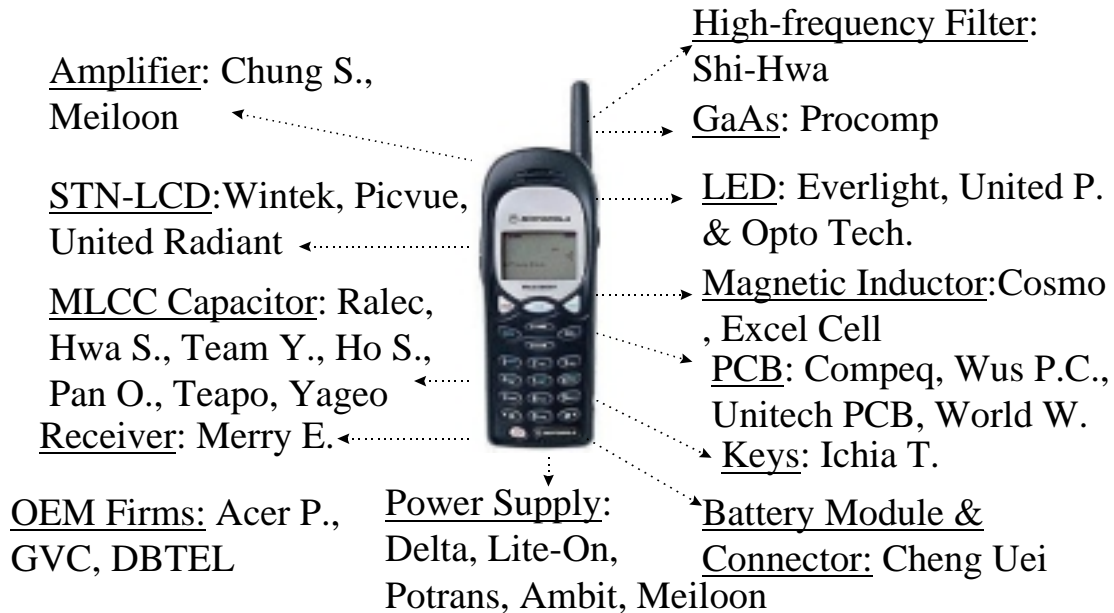 High-frequency Filter:
Shi-Hwa
Amplifier: Chung S.,
Meiloon
GaAs: Procomp
STN-LCD:Wintek, Picvue,
United Radiant
LED: Everlight, United P.
& Opto Tech.
MOTOROLA
MLCC Capacitor: Ralec,
Hwa S., Team Y., Ho S.,
Pan O., Teapo, Yageo
Magnetic Inductor:Cosmo
, Excel Cell
PCB: Compeq, Wus P.C.,
Unitech PCB, World W.
Receiver: Merry E.
Keys: Ichia T.
OEM Firms: Acer P.,
GVC, DBTEL
Power Supply:
Delta, Lite-On,
Potrans, Ambit, Meiloon
Battery Module &
Connector: Cheng Uei